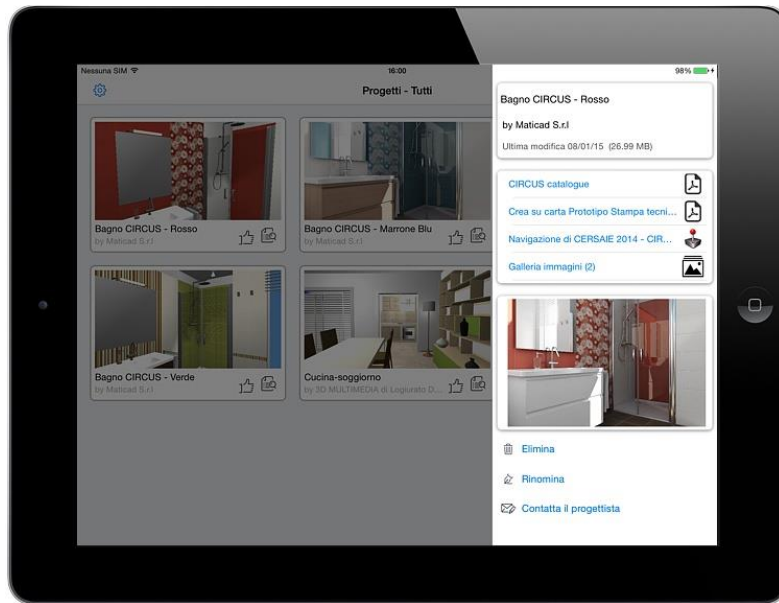 Nessuna SIM
16:00
98%
Progetti - Tutti
Bagno CIRCUS - Rosso
by Maticad S.r.l
Bagno CIRCUS - Marrone Blu
by Maticad S.r.l
Bagno CIRCUS - Verde
by Maticad S.r.l
Cucina-soggiorno
by 3D MULTIMEDIA di Logiurato D...
Bagno CIRCUS - Rosso
by Maticad S.r.l
Ultima modifica 08/01/15 (26.99 MB)
CIRCUS catalogue
Crea su carta Prototipo Stampa tecni...
Navigazione di CERSAIE 2014 - CIR...
Galleria immagini (2)
Elimina
Rinomina
Contatta il progettista